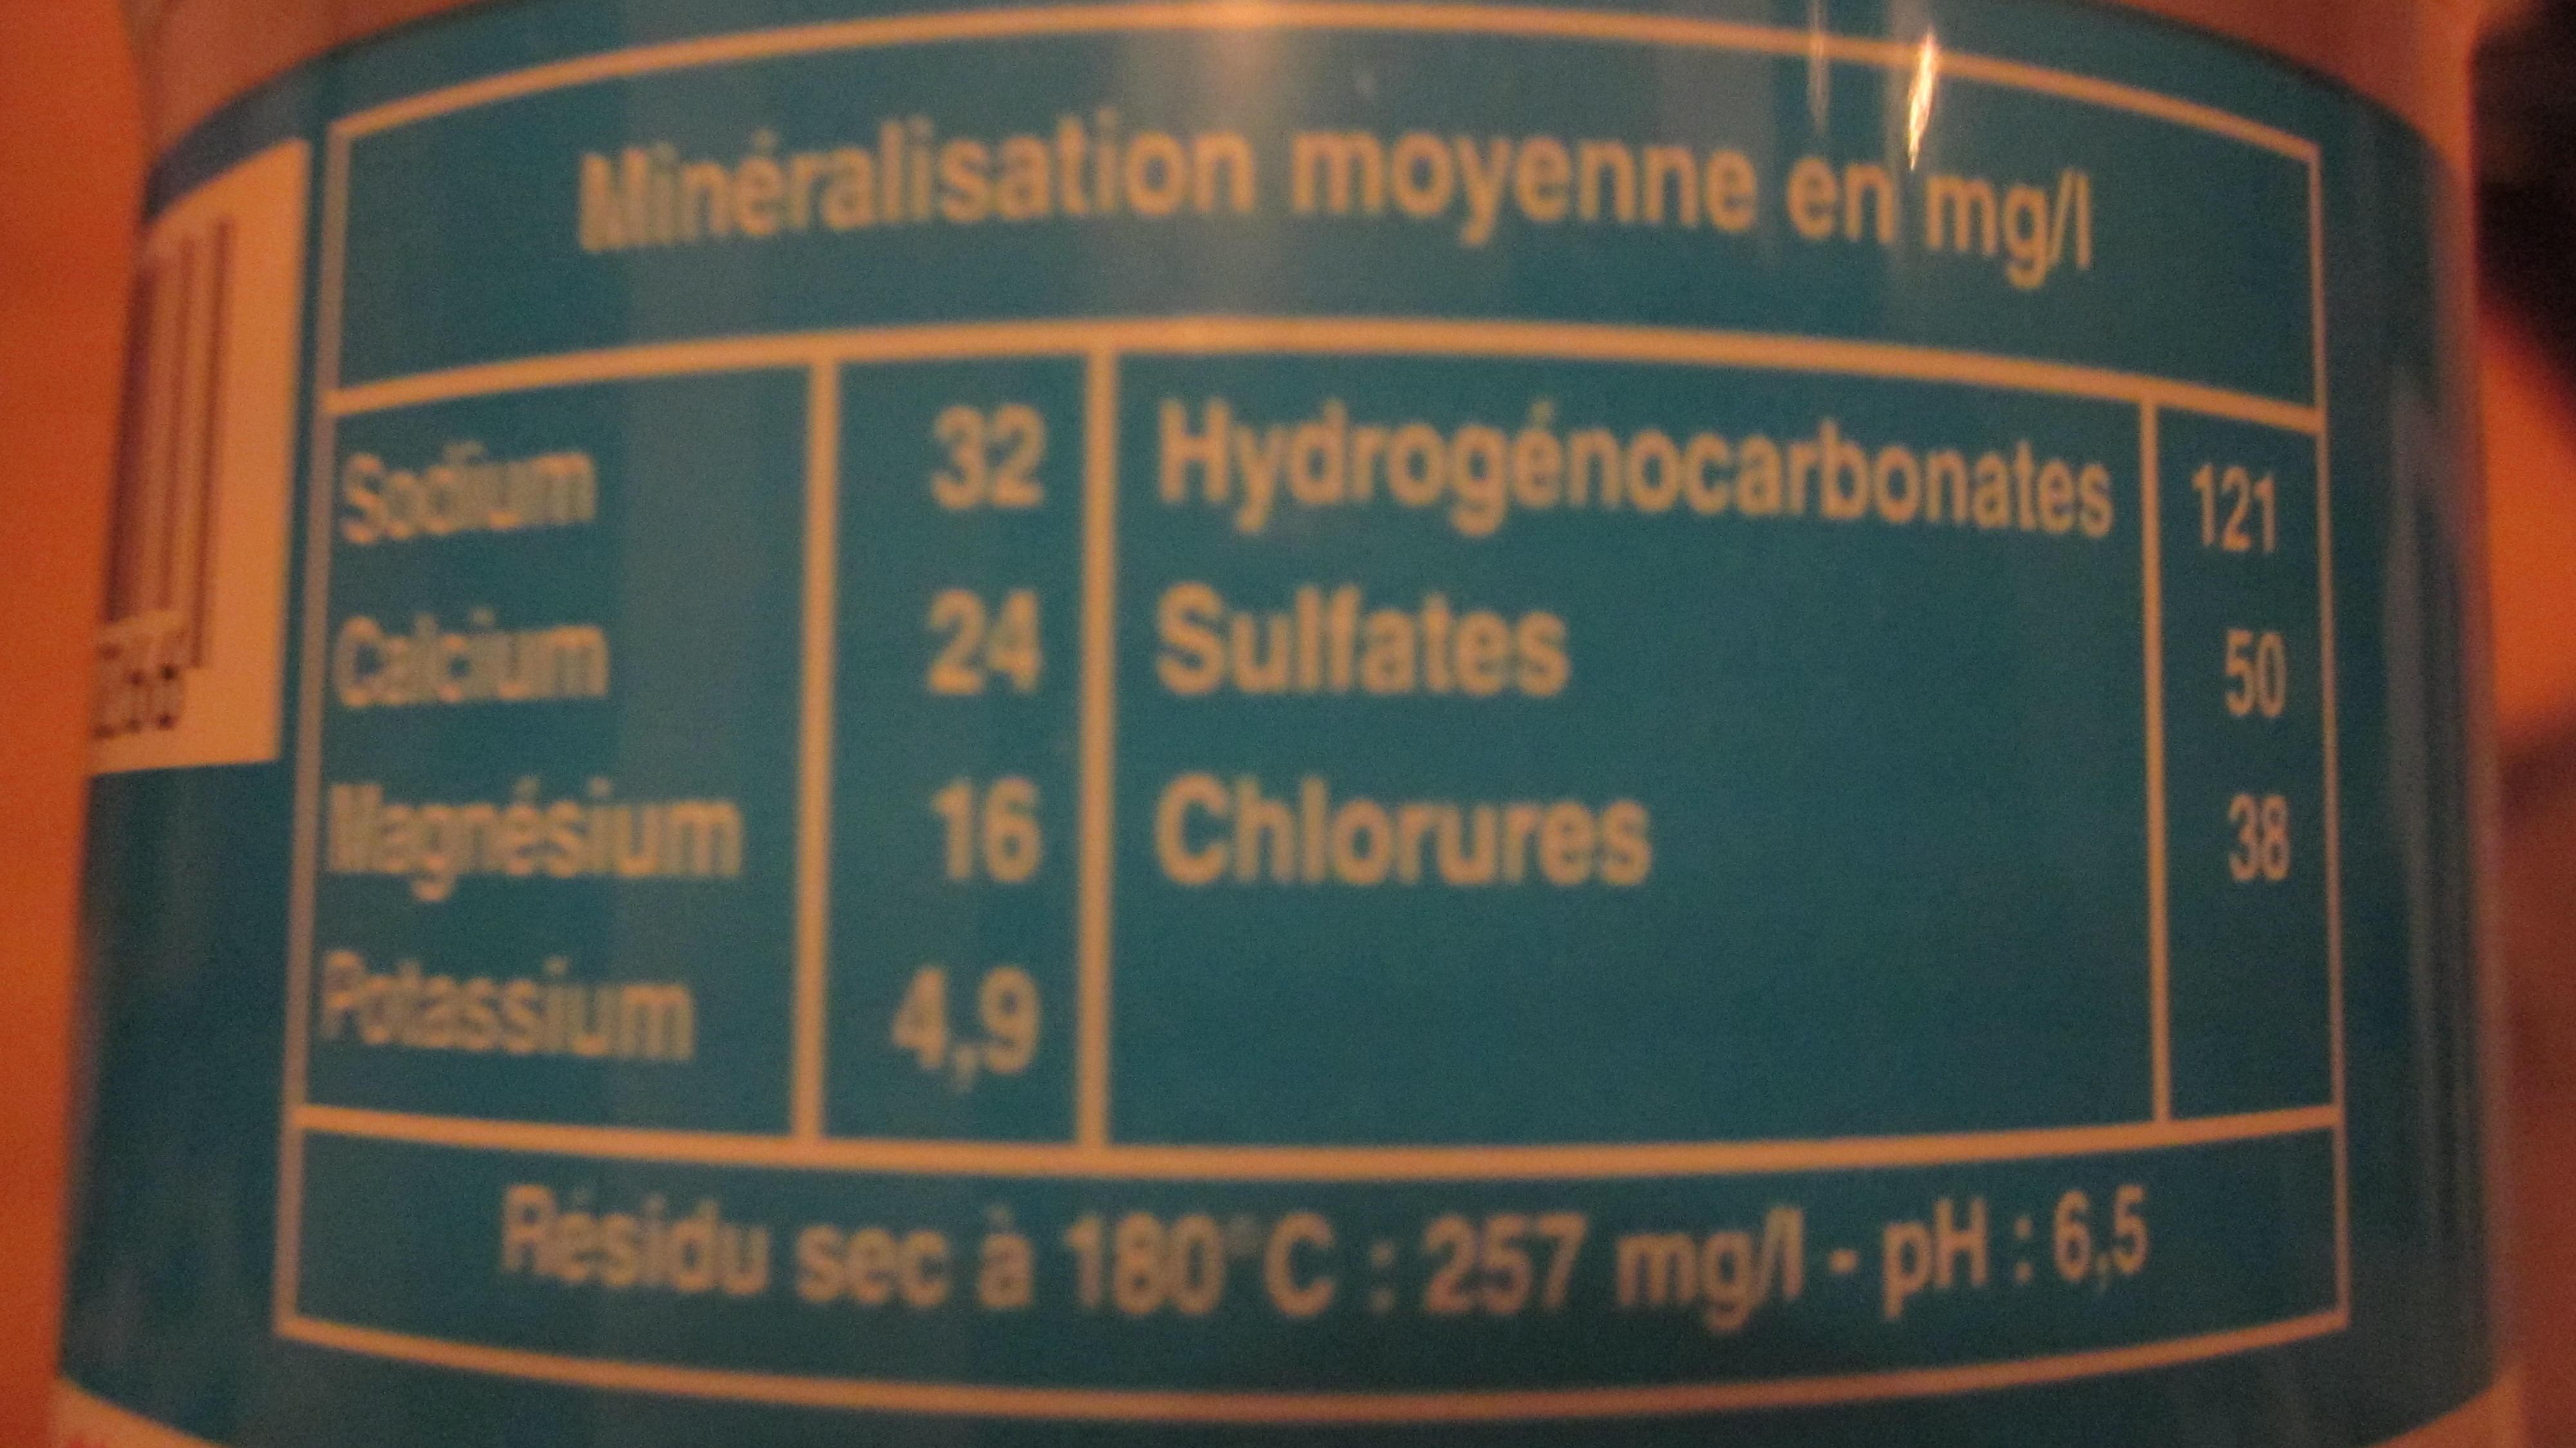 Minéralisation moyenne en mg/l
Sodium 32 Hydrogénocarbonates 121
Calcium 24 Sulfates 50
Magnésium 16 Chlorures 38
Potassium 4,9
Résidu sec à 180°C : 257 mg/l - pH : 6,5